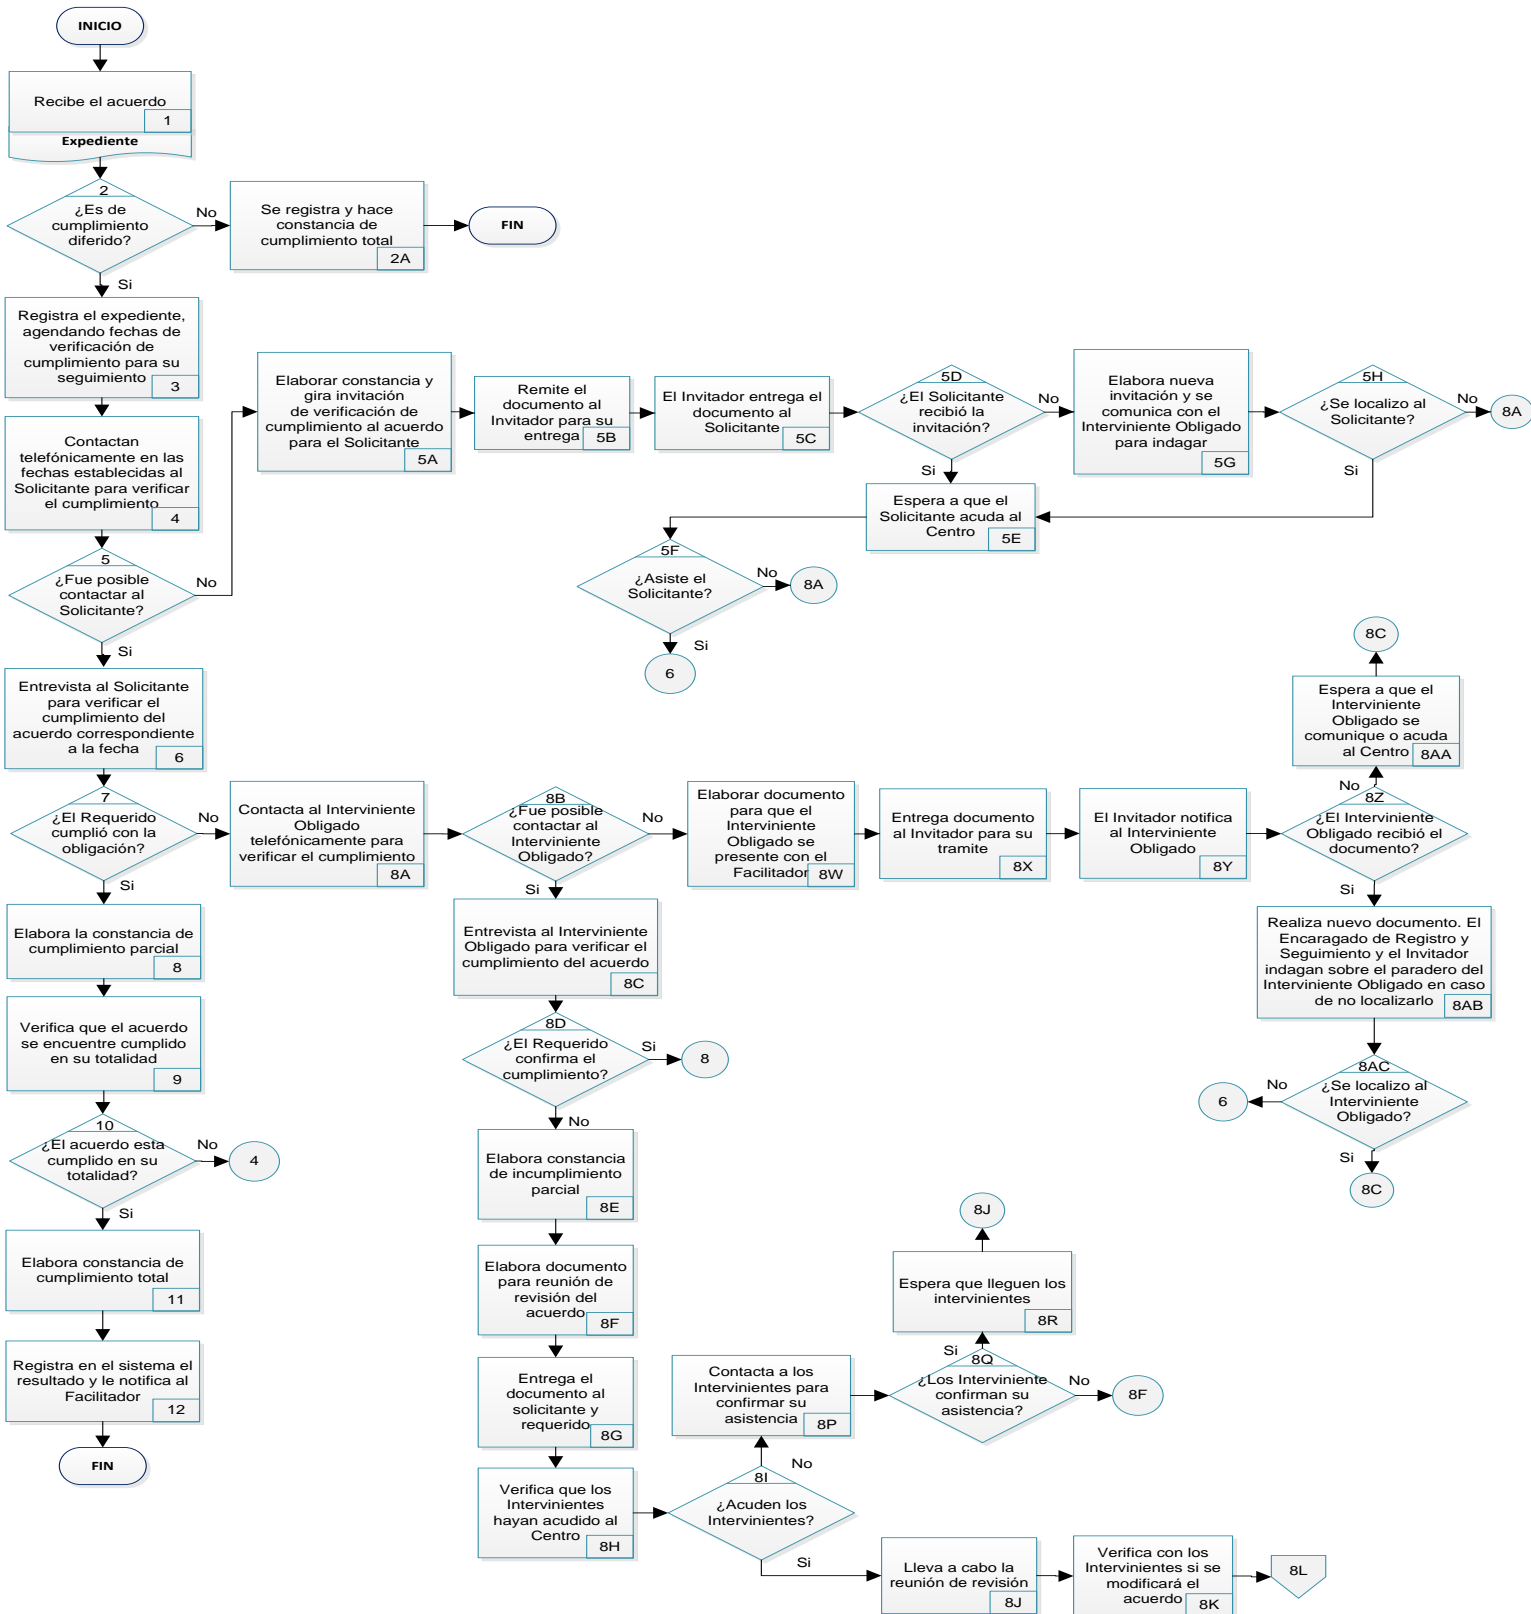 INICIO
Recibe el acuerdo
1
Expediente
2
¿Es de
cumplimiento
diferido?
No
Se registra y hace
constancia de
cumplimiento total
2A
FIN
Si
Registra el expediente,
agendando fechas de
verificación de
cumplimiento para su
seguimiento
3
Contactan
telefónicamente en las
fechas establecidas al
Solicitante para verificar
el cumplimiento
4
5
¿Fue posible
contactar al
Solicitante?
No
Si
Elaborar constancia y
gira invitación
de verificación de
cumplimiento al acuerdo
para el Solicitante
5A
Remite el
documento al
Invitador para su
entrega
5B
El Invitador entrega el
documento al
Solicitante
5C
5D
¿El Solicitante
recibió la
invitación?
No
Si
Elabora nueva
invitación y se
comunica con el
Interviniente Obligado
para indagar
5G
5H
¿Se localizo al
Solicitante?
No
8A
Si
Espera a que el
Solicitante acuda al
Centro
5E
5F
¿Asiste el
Solicitante?
No
8A
Si
6
Entrevista al Solicitante
para verificar el
cumplimiento del
acuerdo correspondiente
a la fecha
6
7
¿El Requerido
cumplió con la
obligación?
No
Si
Contacta al Interviniente
Obligado
telefónicamente para
verificar el cumplimiento
8A
8B
¿Fue posible
contactar al
Interviniente
Obligado?
No
Si
Elaborar documento
para que el
Interviniente
Obligado se
presente con el
Facilitador
8W
Entrega documento
al Invitador para su
tramite
8X
El Invitador notifica
al Interviniente
Obligado
8Y
8Z
¿El Interviniente
Obligado recibió el
documento?
No
Espera a que el
Interviniente
Obligado se
comunique o acuda
al Centro
8AA
8C
Si
Realiza nuevo documento. El
Encaragado de Registro y
Seguimiento y el Invitador
indagan sobre el paradero del
Interviniente Obligado en caso
de no localizarlo
8AB
8AC
¿Se localizo al
Interviniente
Obligado?
No
6
Si
8C
Elabora la constancia de
cumplimiento parcial
8
Verifica que el acuerdo
se encuentre cumplido
en su totalidad
9
10
¿El acuerdo esta
cumplido en su
totalidad?
No
4
Si
Elabora constancia de
cumplimiento total
11
Registra en el sistema el
resultado y le notifica al
Facilitador
12
FIN
Entrevista al Interviniente
Obligado para verificar el
cumplimiento del acuerdo
8C
8D
¿El Requerido
confirma el
cumplimiento?
Si
8
No
Elabora constancia
de incumplimiento
parcial
8E
Elabora documento
para reunión de
revisión del
acuerdo
8F
Entrega el
documento al
solicitante y
requerido
8G
Verifica que los
Intervinientes
hayan acudido al
Centro
8H
8I
¿Acuden los
Intervinientes?
No
Contacta a los
Intervinientes para
confirmar su
asistencia
8P
8Q
¿Los Interviniente
confirman su
asistencia?
Si
Espera que lleguen los
intervinientes
8R
8J
No
8F
Si
Lleva a cabo la
reunión de revisión
8J
Verifica con los
Intervinientes si se
modificará el
acuerdo
8K
8L